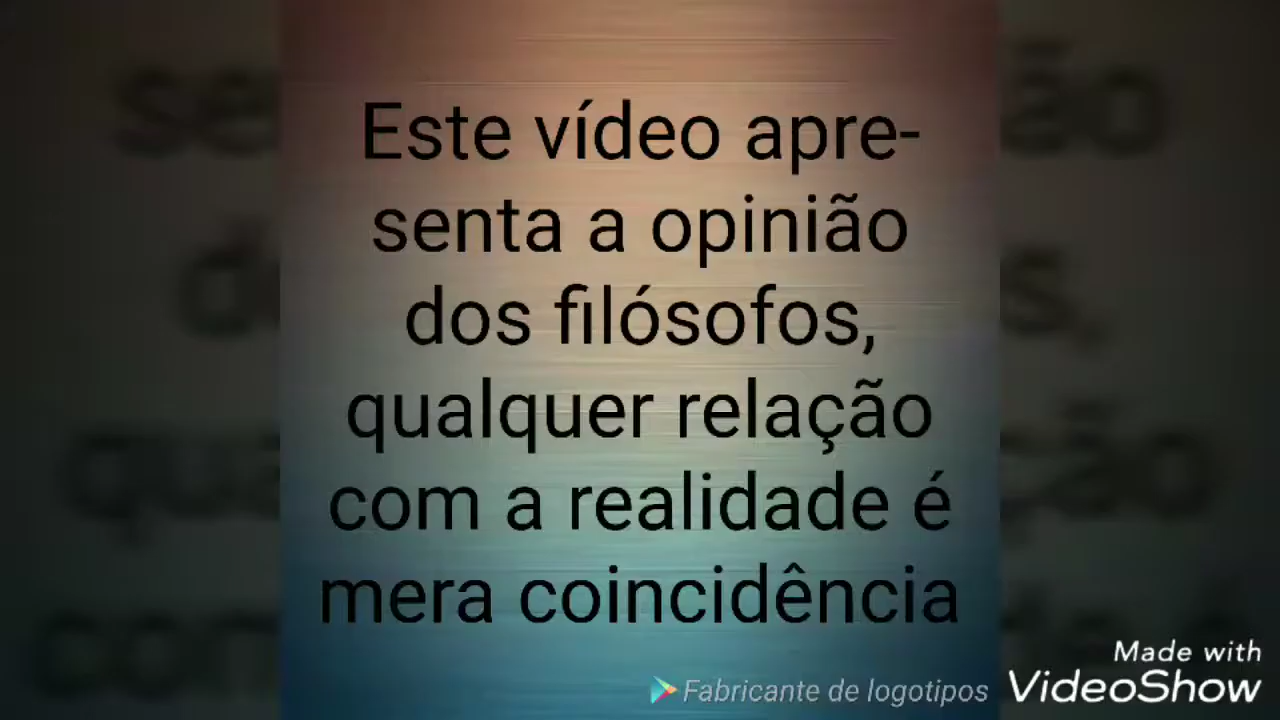 Este vídeo apre-
senta a opinião
dos filósofos,
qualquer relação
com a realidade é
mera coincidência
Made with
Fabricante de logotipos
VideoShow